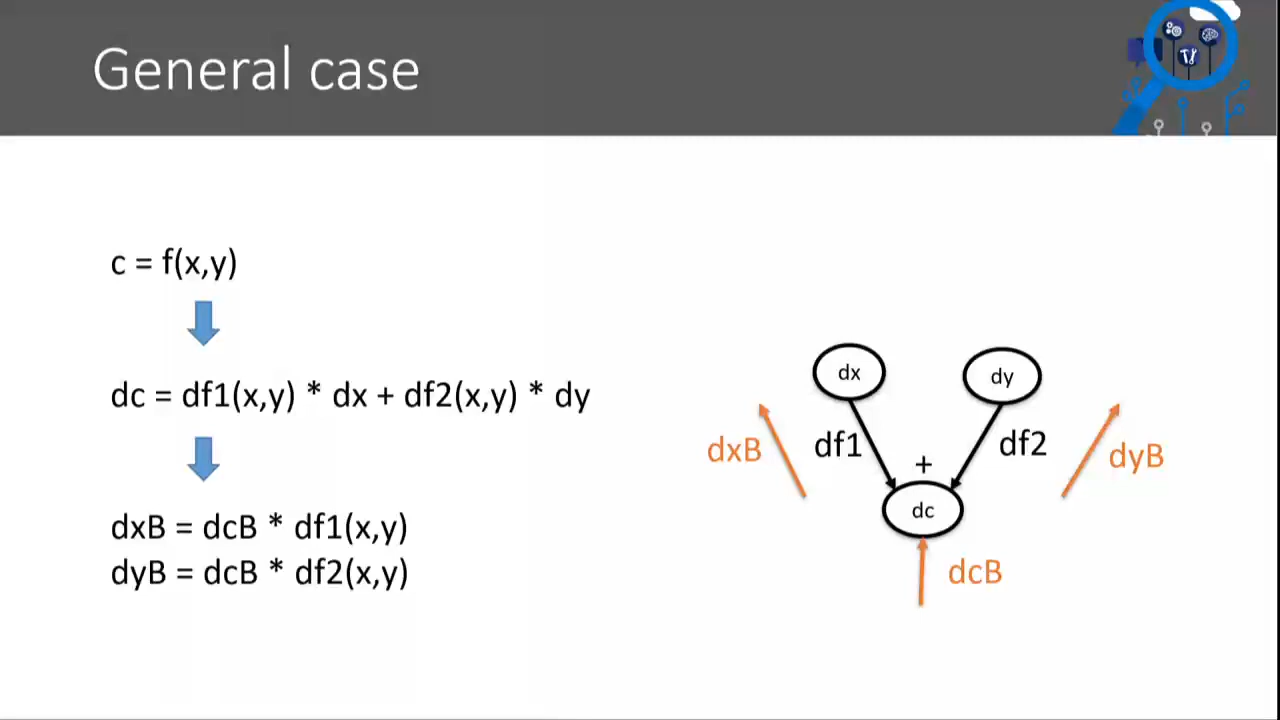 General case
c = f(x,y)
dc = df1(x,y) * dx + df2(x,y) * dy
dxB = dcB * df1(x,y)
dyB = dcB * df2(x,y)
dx
dy
dxB
df1
+
df2
dyB
dc
dcB